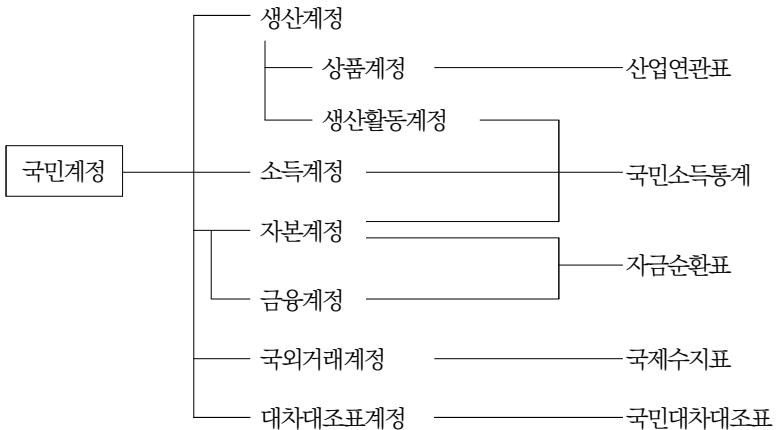 생산계정
상품계정 산업연관표
생산활동계정
국민계정 소득계정 국민소득통계
자본계정
자금순환표
금융계정
국외거래계정 국제수지표
대차대조표계정 국민대차대조표